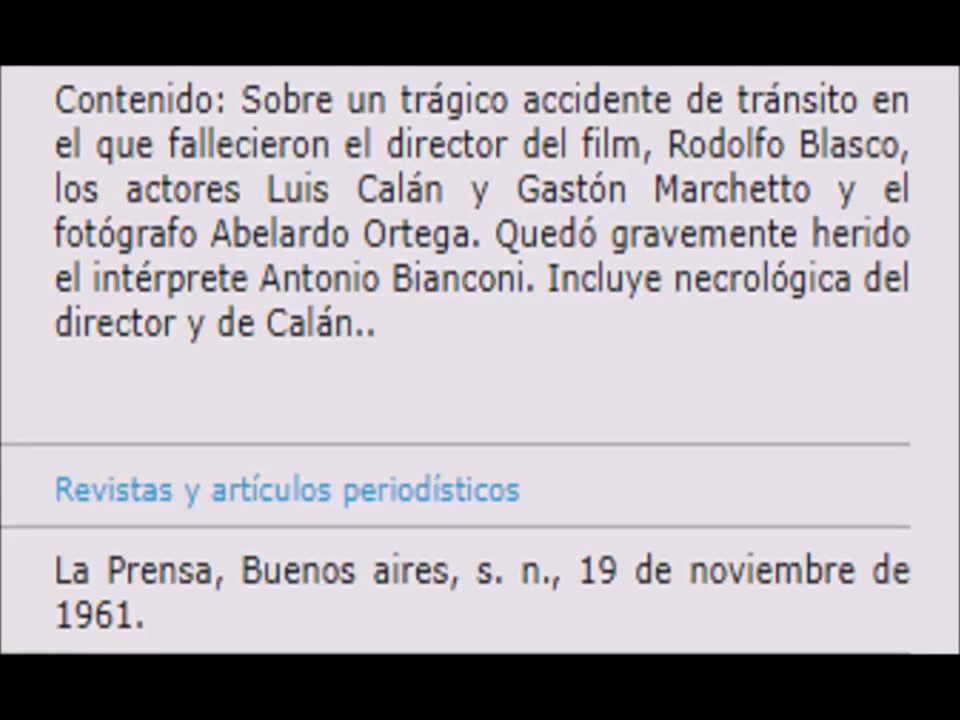 Contenido: Sobre un trágico accidente de tránsito en
el que fallecieron el director del film, Rodolfo Blasco,
los actores Luis Calán y Gastón Marchetto y el
fotógrafo Abelardo Ortega. Quedó gravemente herido
el intérprete Antonio Bianconi. Incluye necrológica del
director y de Calán..
Revistas y artículos periodísticos
La Prensa, Buenos aires, s. n., 19 de noviembre de
1961.